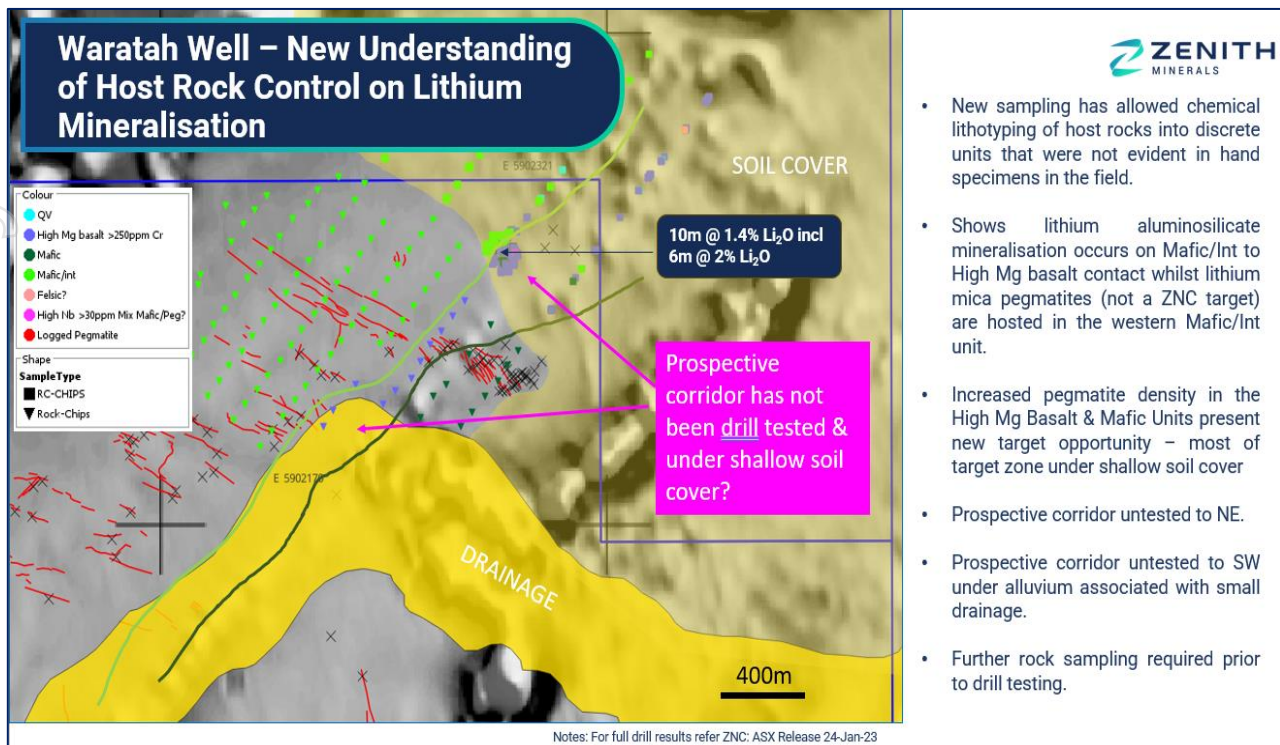 Waratah Well – New Understanding
of Host Rock Control on Lithium
Mineralisation
ZENITH
MINERALS
E 5902321
SOIL COVER
Colour
QV
High Mg basalt >250ppm Cr
Mafic
Mafic/int
Felsic?
High Nb >30ppm Mix Mafic/Peg?
Logged Pegmatite
Shape
SampleType
RC-CHIPS
Rock-Chips
10m @ 1.4% Li₂O incl
6m @ 2% Li₂O
Prospective
corridor has not
been drill tested &
under shallow soil
cover?
E 5902170
DRAINAGE
400m
• New sampling has allowed chemical
lithotyping of host rocks into discrete
units that were not evident in hand
specimens in the field.
• Shows lithium aluminosilicate
mineralisation occurs on Mafic/Int to
High Mg basalt contact whilst lithium
mica pegmatites (not a ZNC target)
are hosted in the western Mafic/Int
unit.
• Increased pegmatite density in the
High Mg Basalt & Mafic Units present
new target opportunity – most of
target zone under shallow soil cover
• Prospective corridor untested to NE.
• Prospective corridor untested to SW
under alluvium associated with small
drainage.
• Further rock sampling required prior
to drill testing.
Notes: For full drill results refer ZNC: ASX Release 24-Jan-23